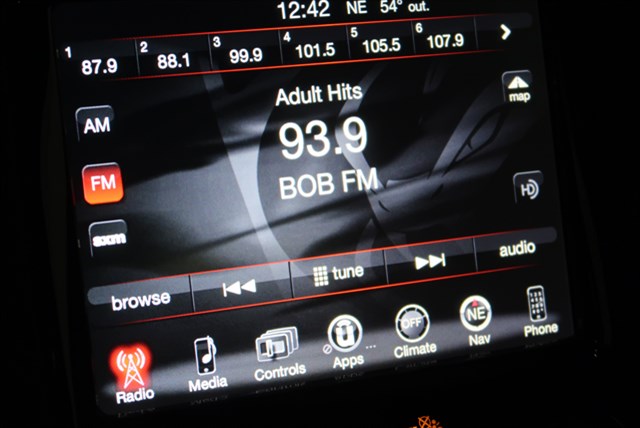 12:42 NE 54° out.
1 87.9 2 88.1 3 99.9 4 101.5 5 105.5 6 107.9
Adult Hits
map
AM
93.9
FM
BOB FM
HD
sxm
browse tune audio
Radio Media Controls Apps ... OFF Climate NE Nav Phone